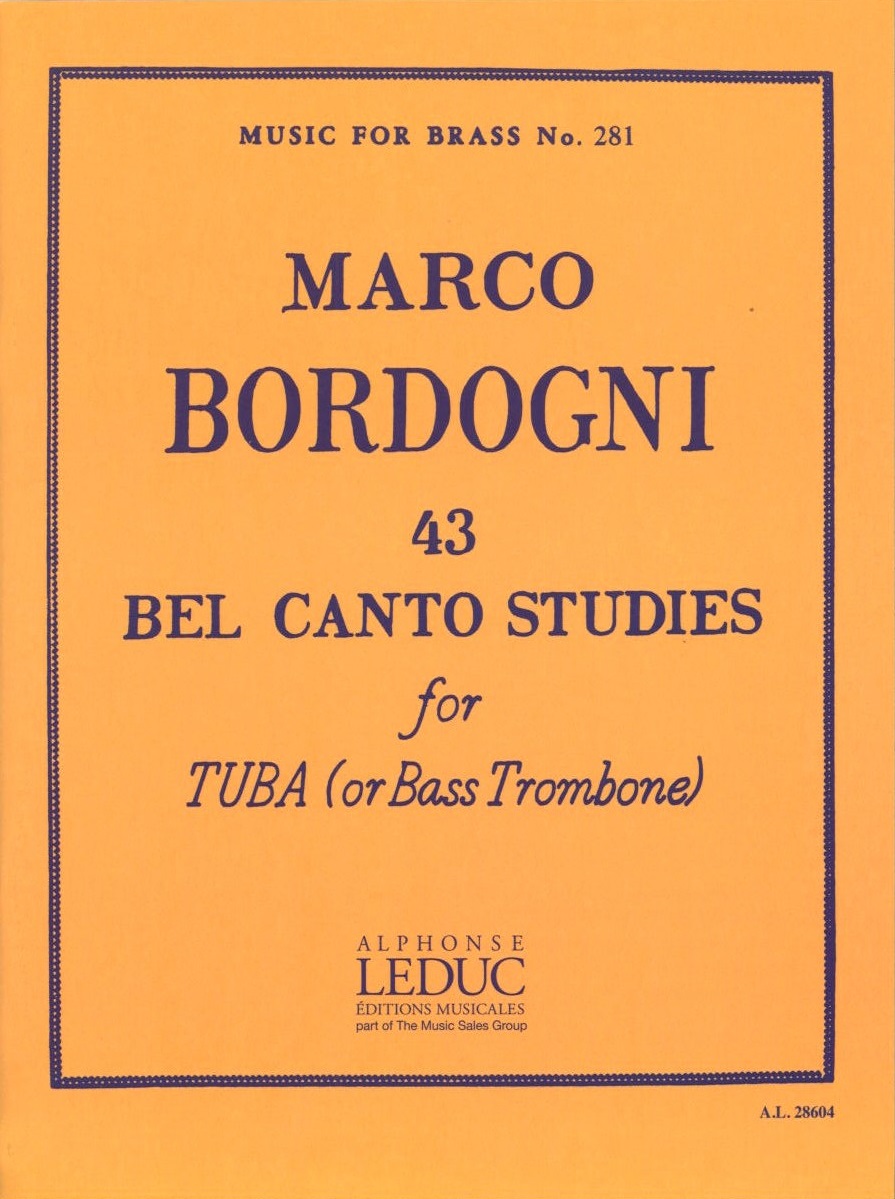 MUSIC FOR BRASS No. 281
MARCO
BORDOGNI
43
BEL CANTO STUDIES
for
TUBA (or Bass Trombone)
ALPHONSE
LEDUC
ÉDITIONS MUSICALES
part of The Music Sales Group
A.L. 28604